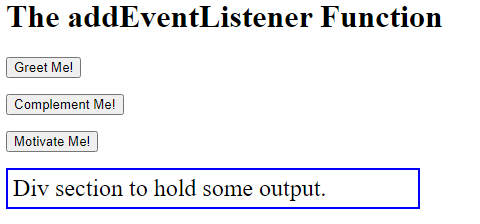 The addEventListener Function
Greet Me!
Complement Me!
Motivate Me!
Div section to hold some output.